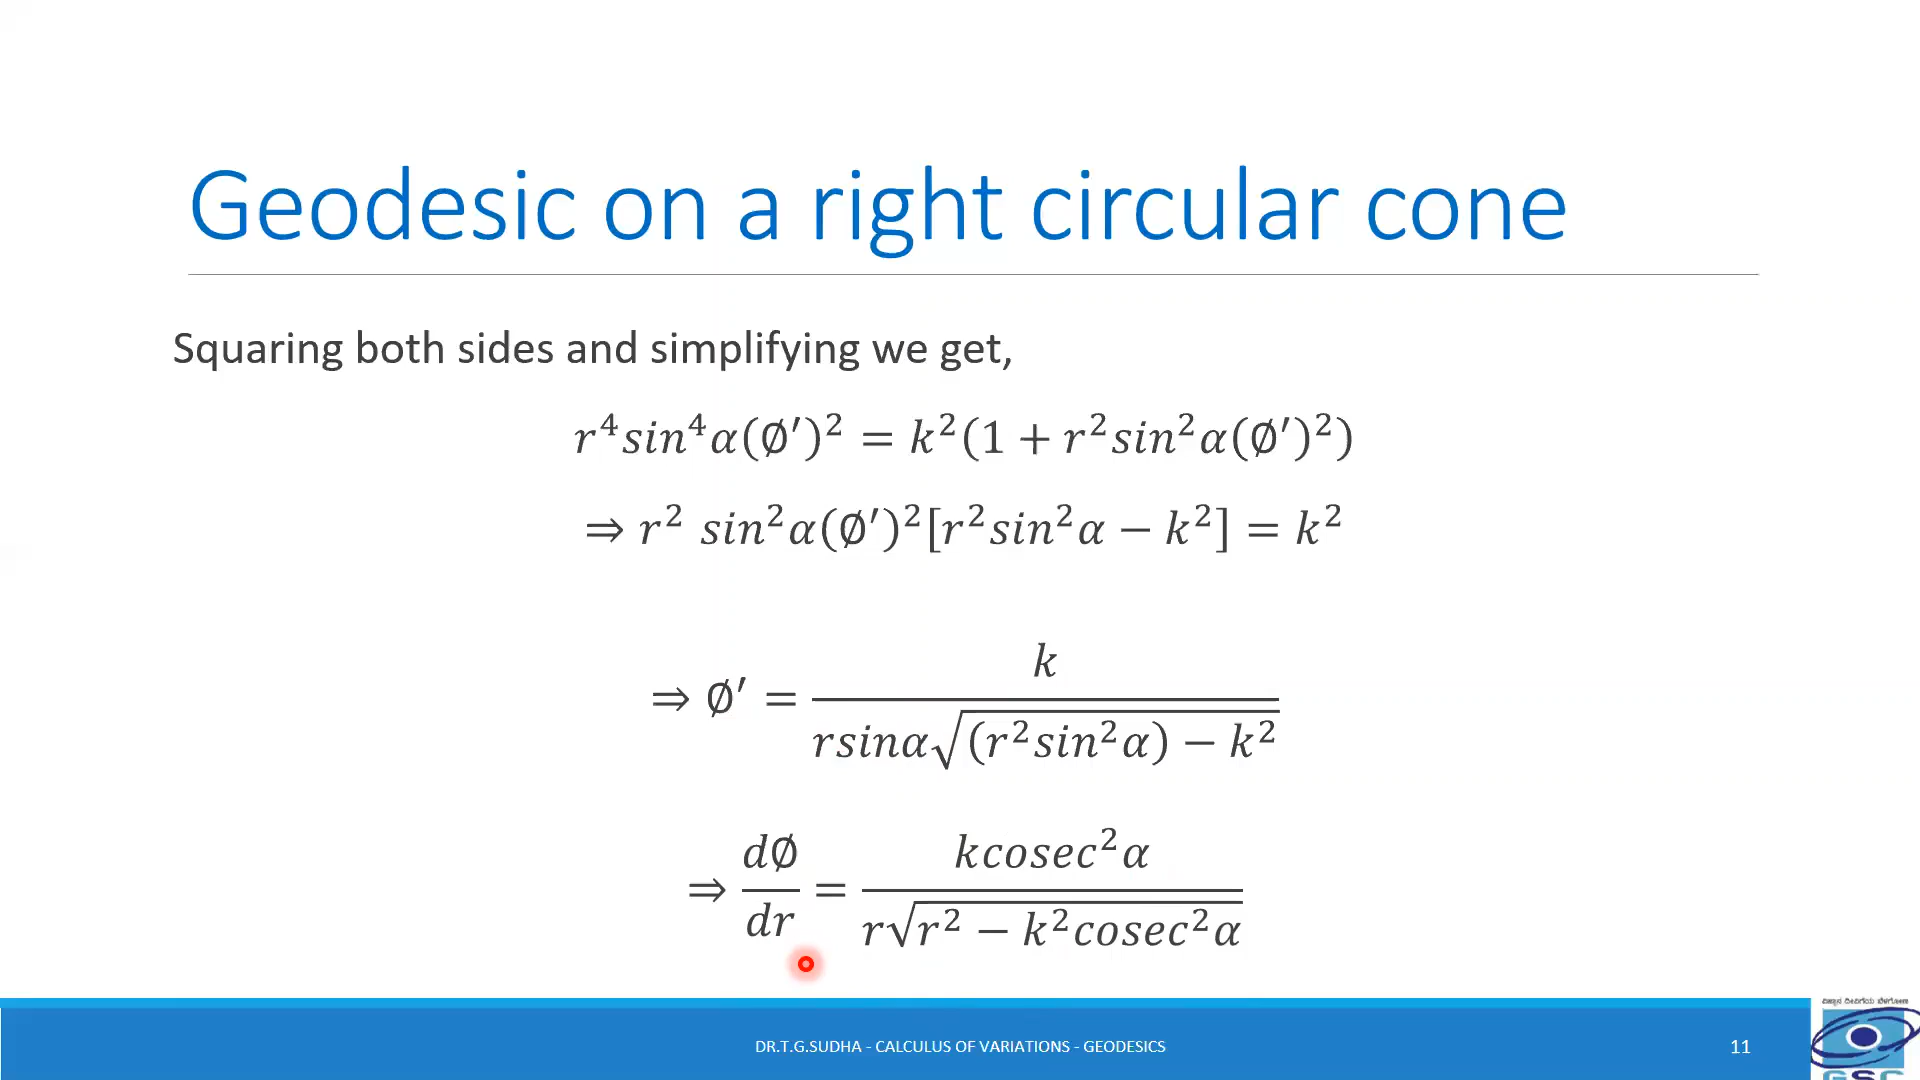 Geodesic on a right circular cone
Squaring both sides and simplifying we get,
r⁴sin⁴α(∅′)² = k²(1 + r²sin²α(∅′)²)
⇒ r² sin²α(∅′)²[r²sin²α − k²] = k²
⇒ ∅′ = k / rsinα√(r²sin²α) − k²
⇒ d∅/dr = kcosec²α / r√r² − k²cosec²α
DR.T.G.SUDHA - CALCULUS OF VARIATIONS - GEODESICS
11
GSC